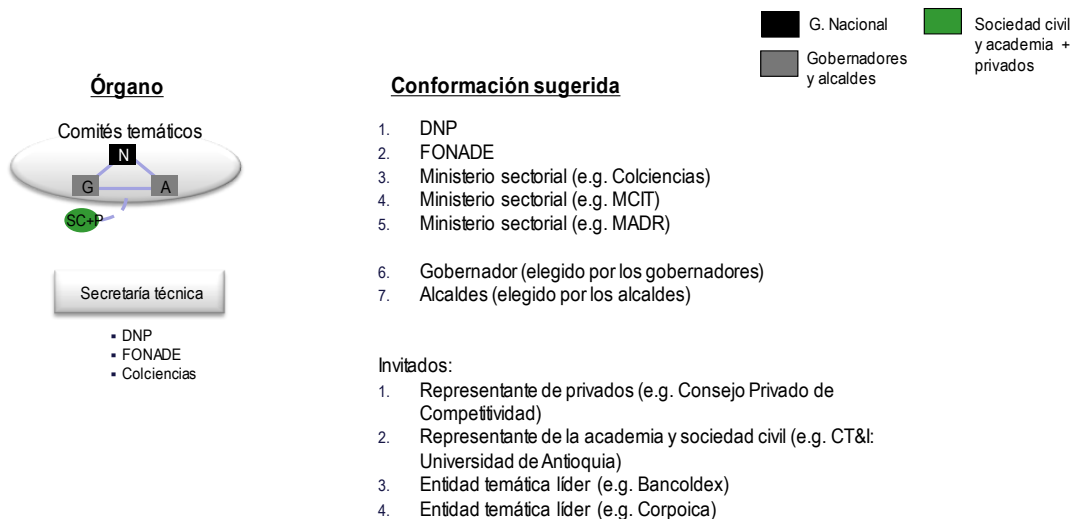 G. Nacional
Gobernadores
y alcaldes
Sociedad civil
y academia +
privados
Órgano
Comités temáticos
N
G
A
SC+P
Secretaría técnica
▪ DNP
▪ FONADE
▪ Colciencias
Conformación sugerida
1. DNP
2. FONADE
3. Ministerio sectorial (e.g. Colciencias)
4. Ministerio sectorial (e.g. MCIT)
5. Ministerio sectorial (e.g. MADR)
6. Gobernador (elegido por los gobernadores)
7. Alcaldes (elegido por los alcaldes)
Invitados:
1. Representante de privados (e.g. Consejo Privado de
Competitividad)
2. Representante de la academia y sociedad civil (e.g. CT&I:
Universidad de Antioquia)
3. Entidad temática líder (e.g. Bancoldex)
4. Entidad temática líder (e.g. Corpoica)